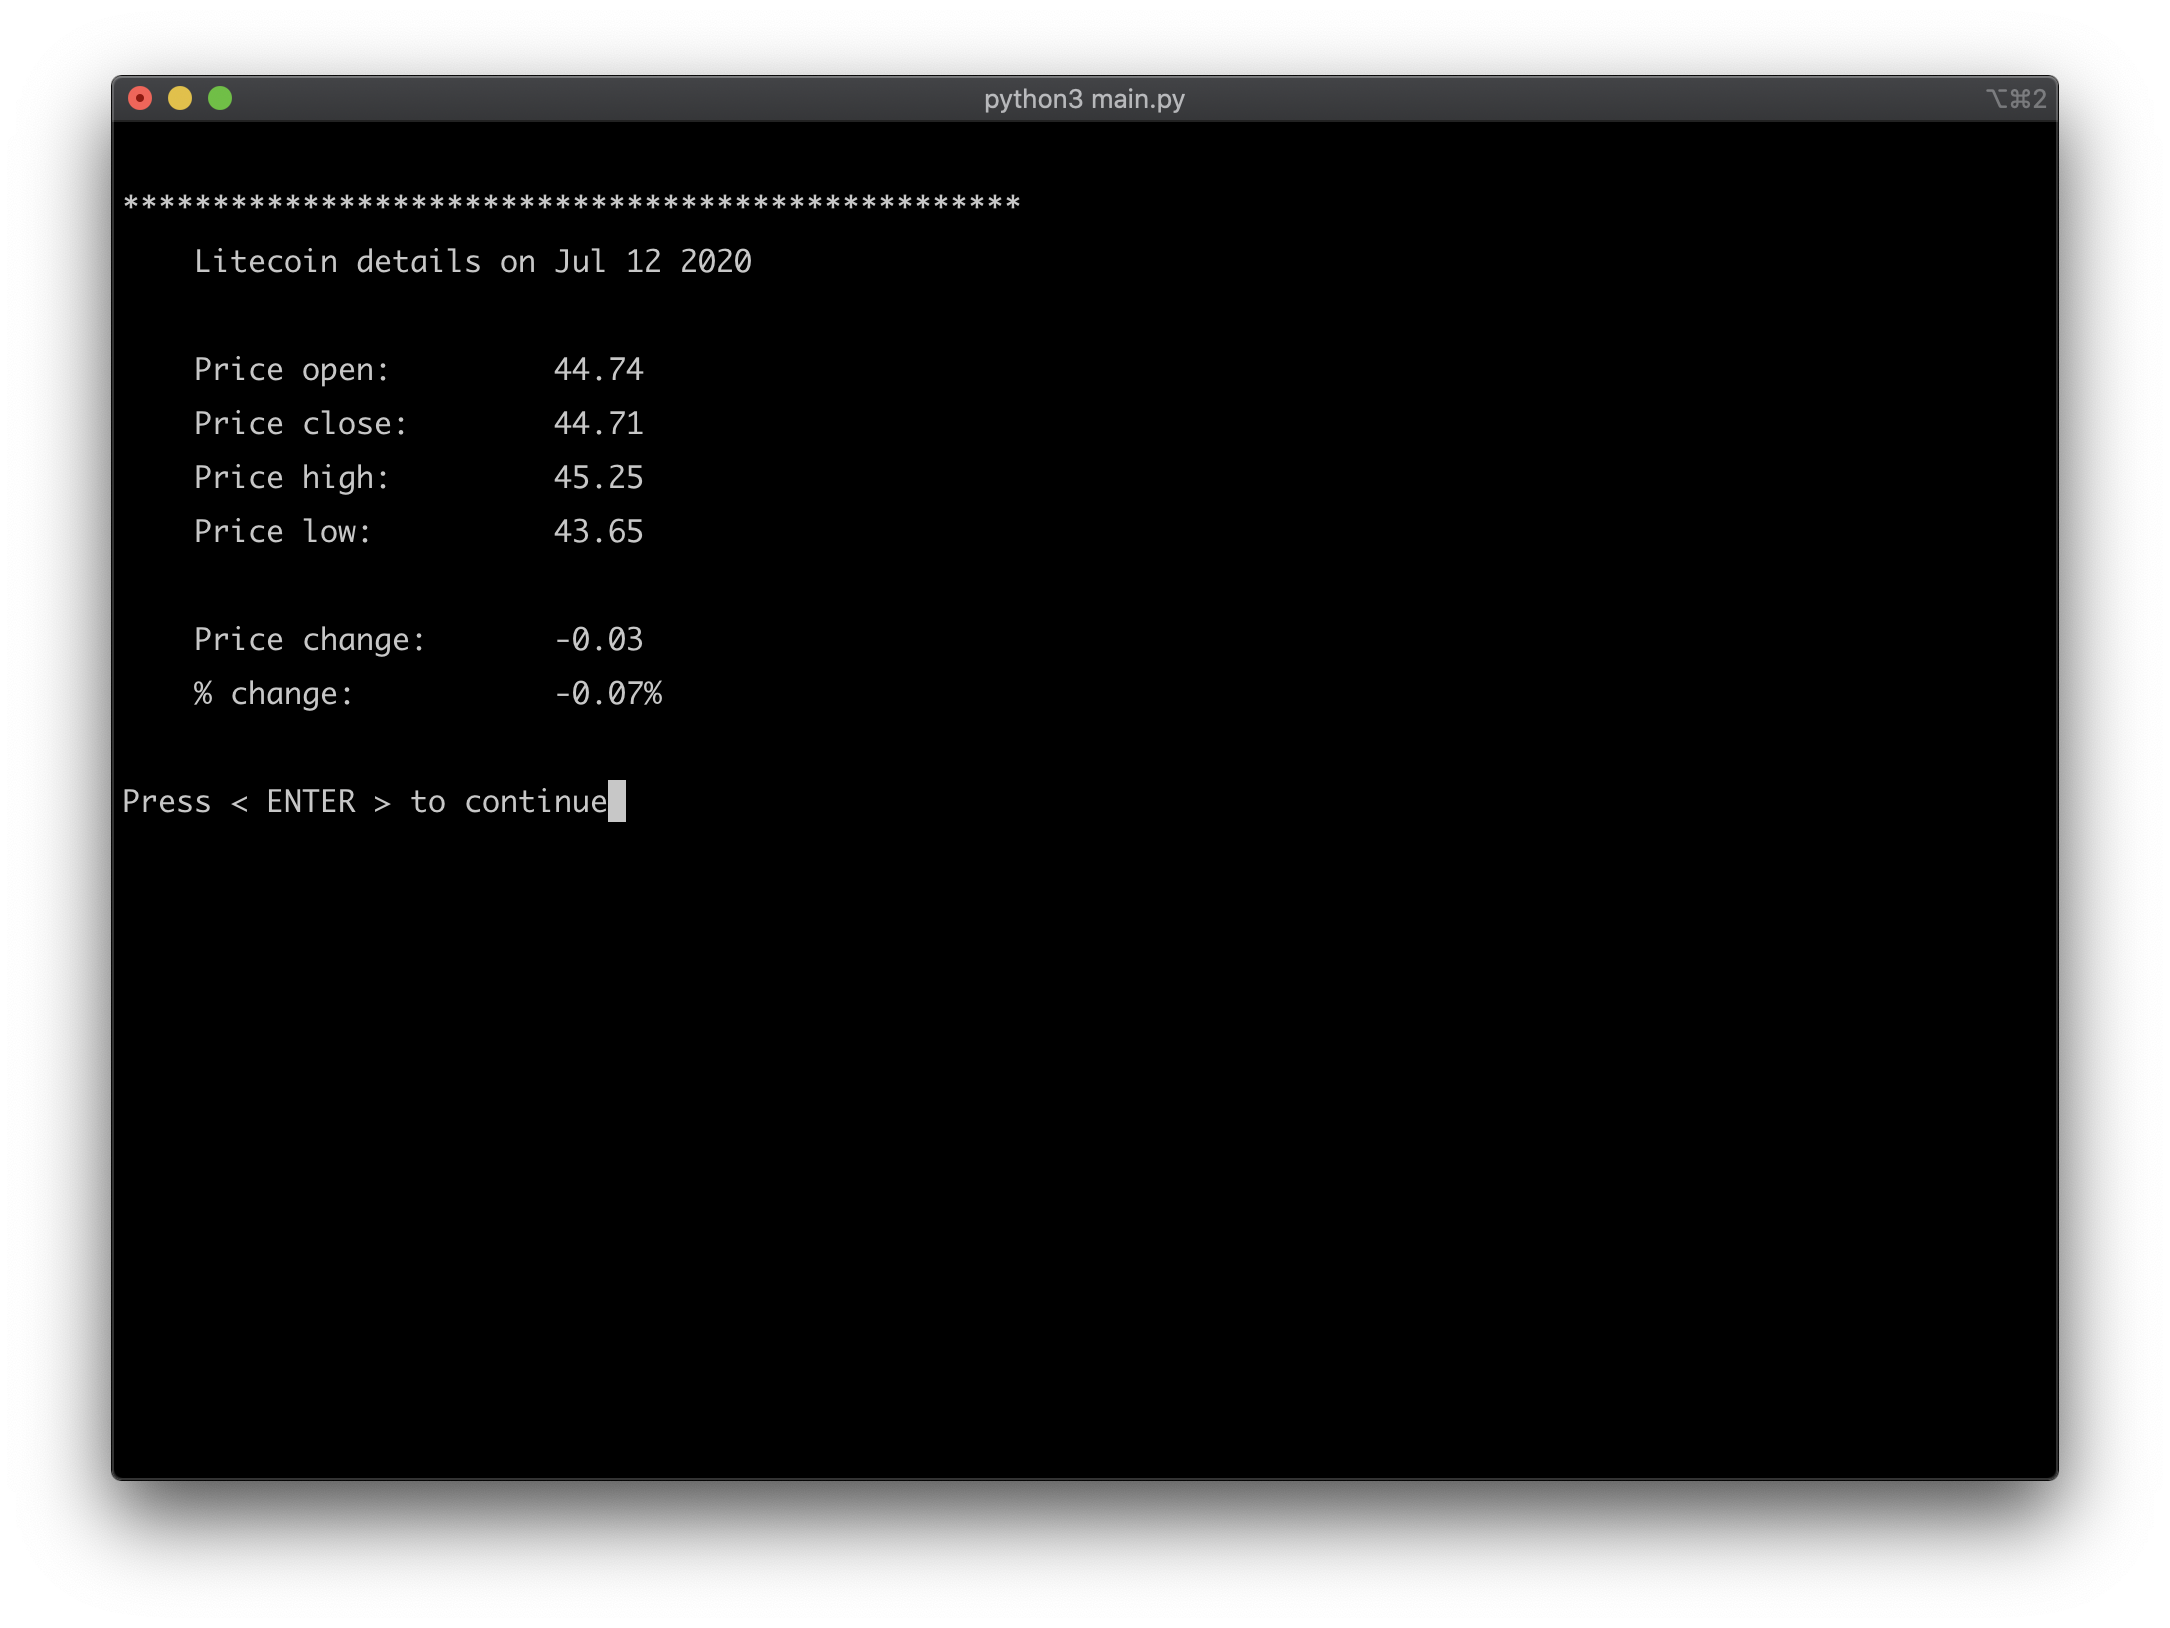 python3 main.py ⌥⌘2
**************************************************
Litecoin details on Jul 12 2020
Price open: 44.74
Price close: 44.71
Price high: 45.25
Price low: 43.65
Price change: -0.03
% change: -0.07%
Press < ENTER > to continue